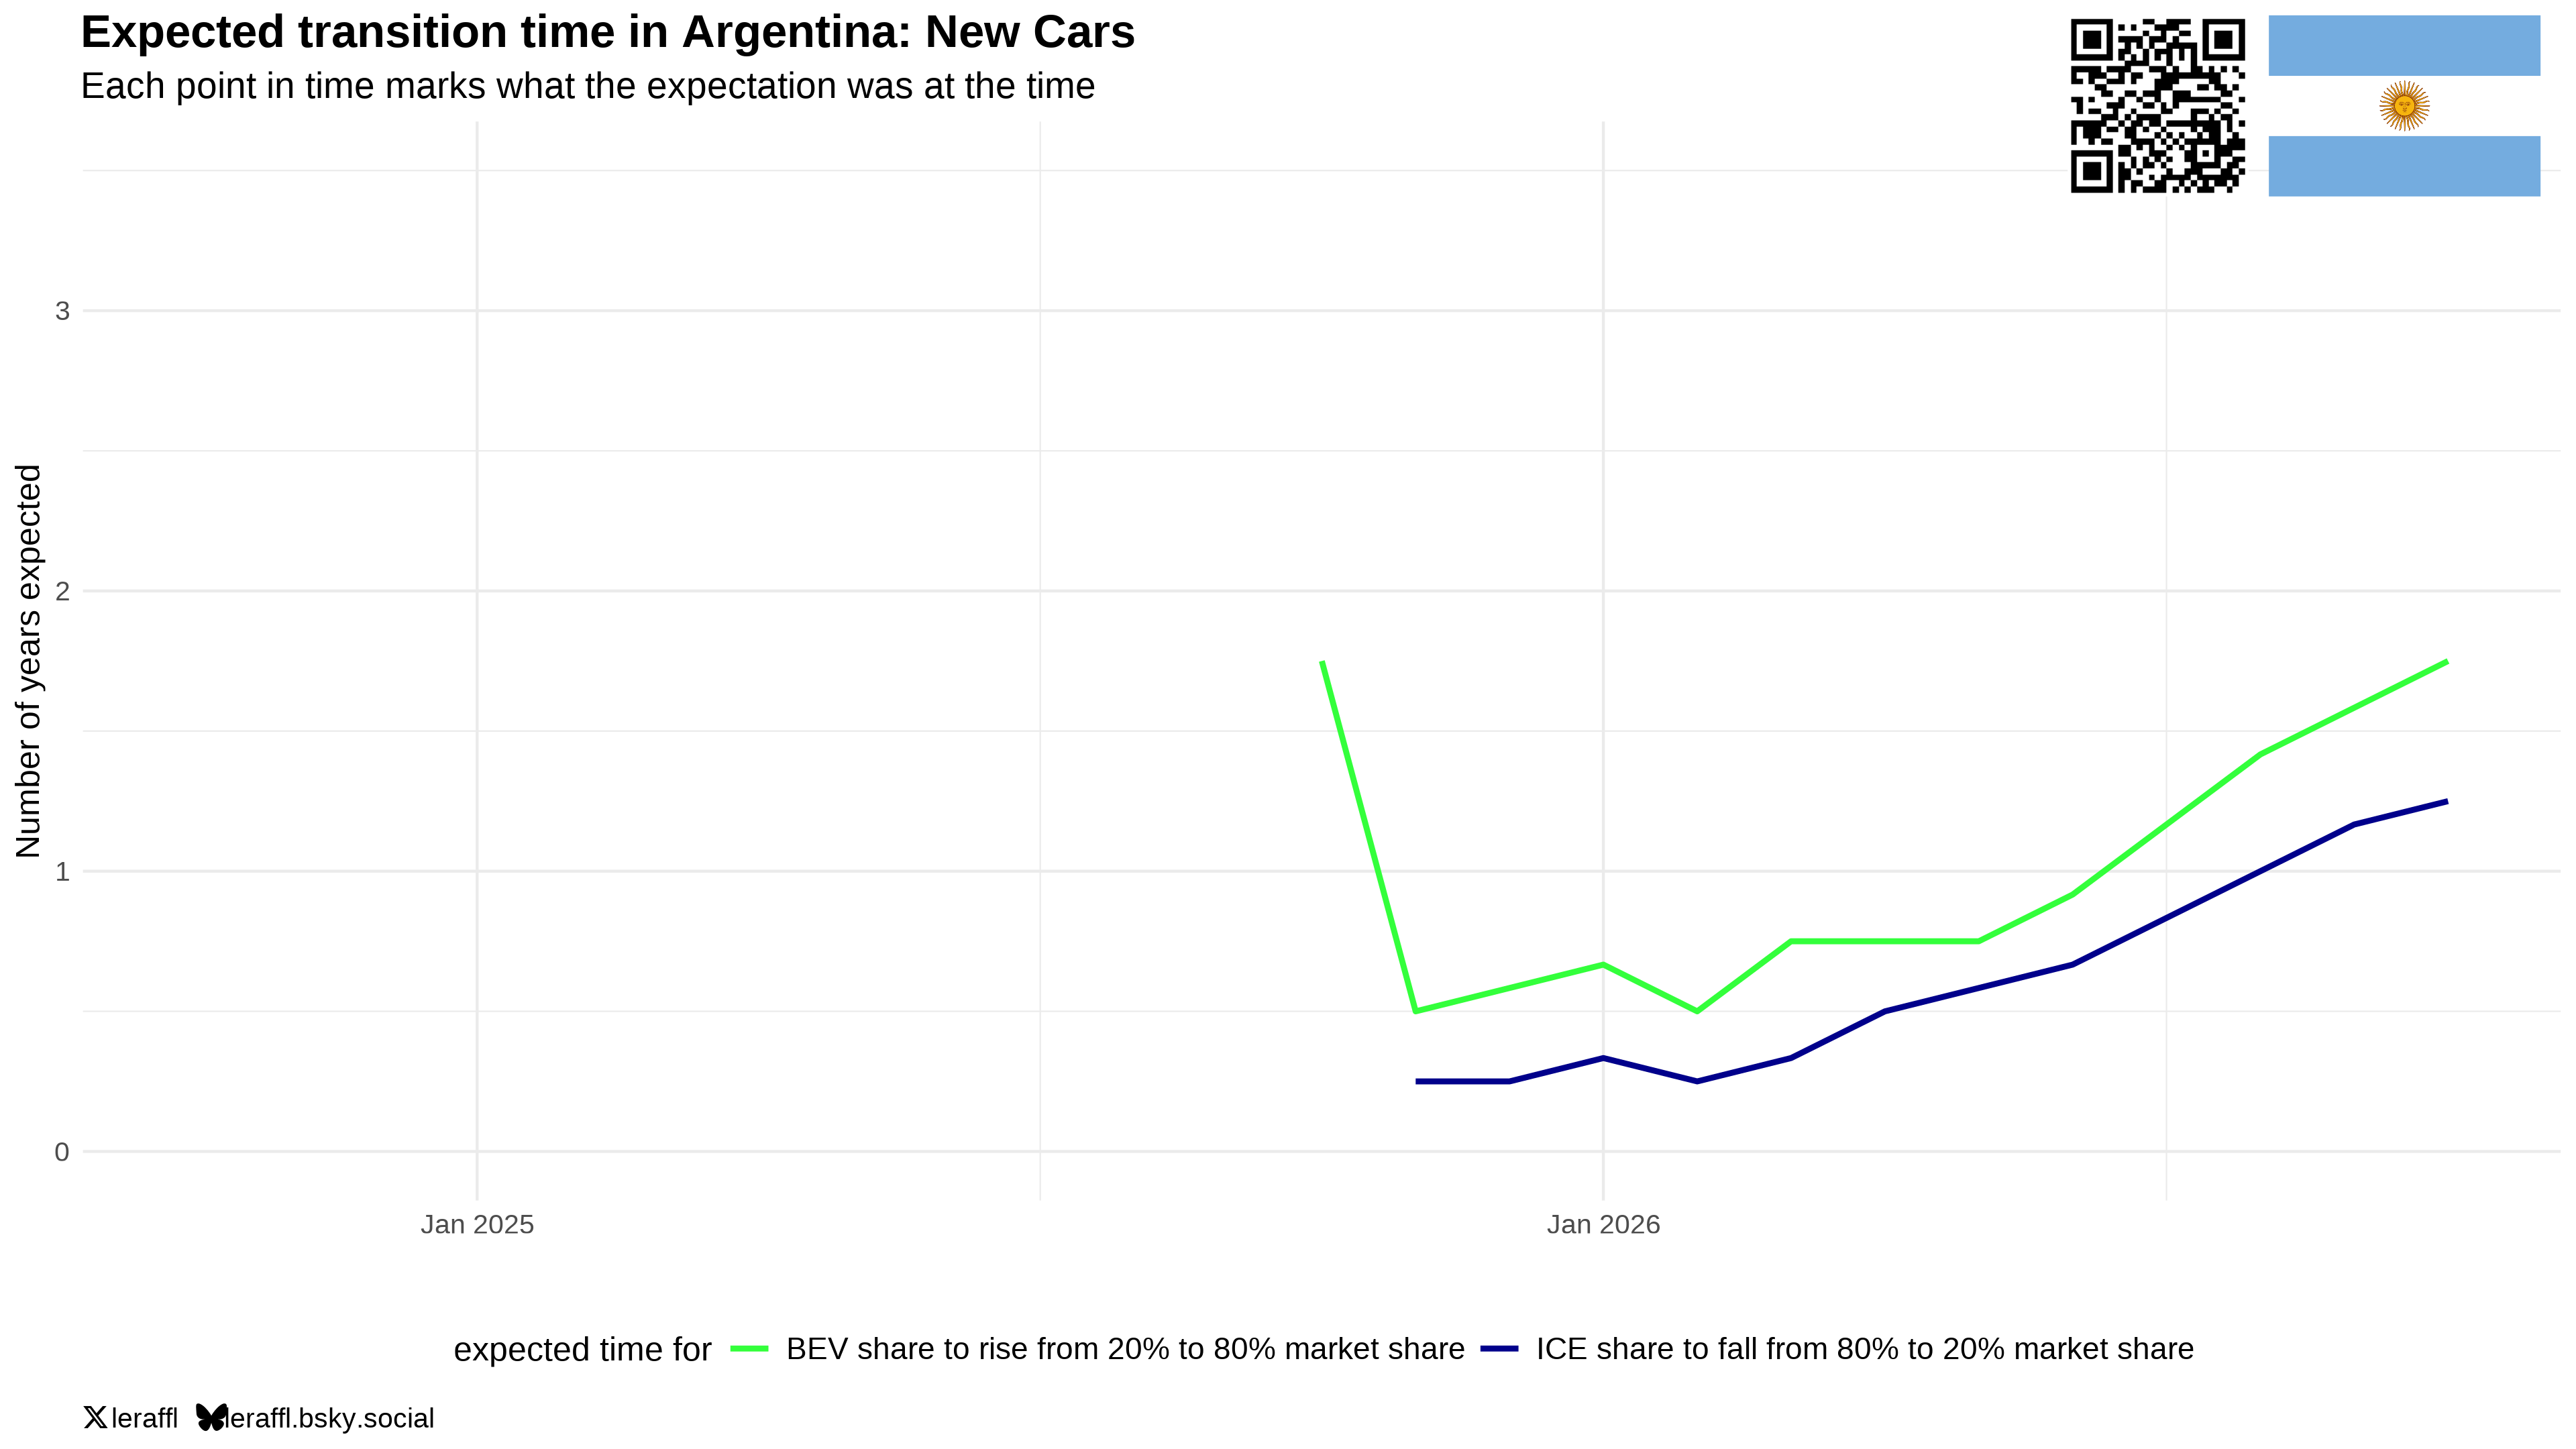 Expected transition time in Argentina: New Cars
Each point in time marks what the expectation was at the time
Number of years expected
3
2
1
0
Jan 2025
Jan 2026
expected time for
BEV share to rise from 20% to 80% market share
ICE share to fall from 80% to 20% market share
leraffl
leraffl.bsky.social